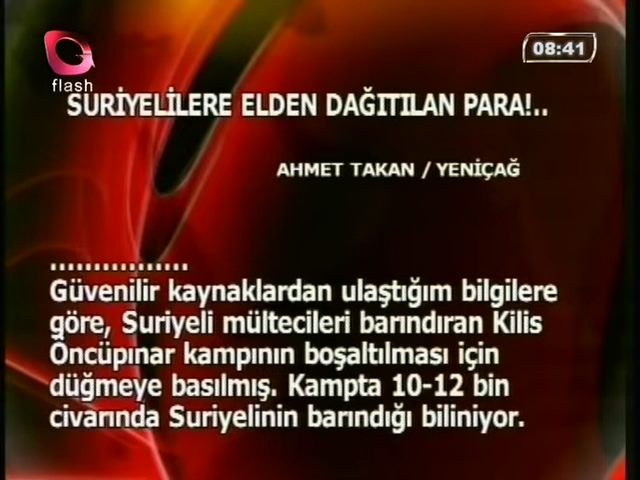 flash
08:41
SURİYELİLERE ELDEN DAĞITILAN PARA!..
AHMET TAKAN / YENİÇAĞ
................
Güvenilir kaynaklardan ulaştığım bilgilere
göre, Suriyeli mültecileri barındıran Kilis
Öncüpınar kampının boşaltılması için
düğmeye basılmış. Kampta 10-12 bin
civarında Suriyelinin barındığı biliniyor.